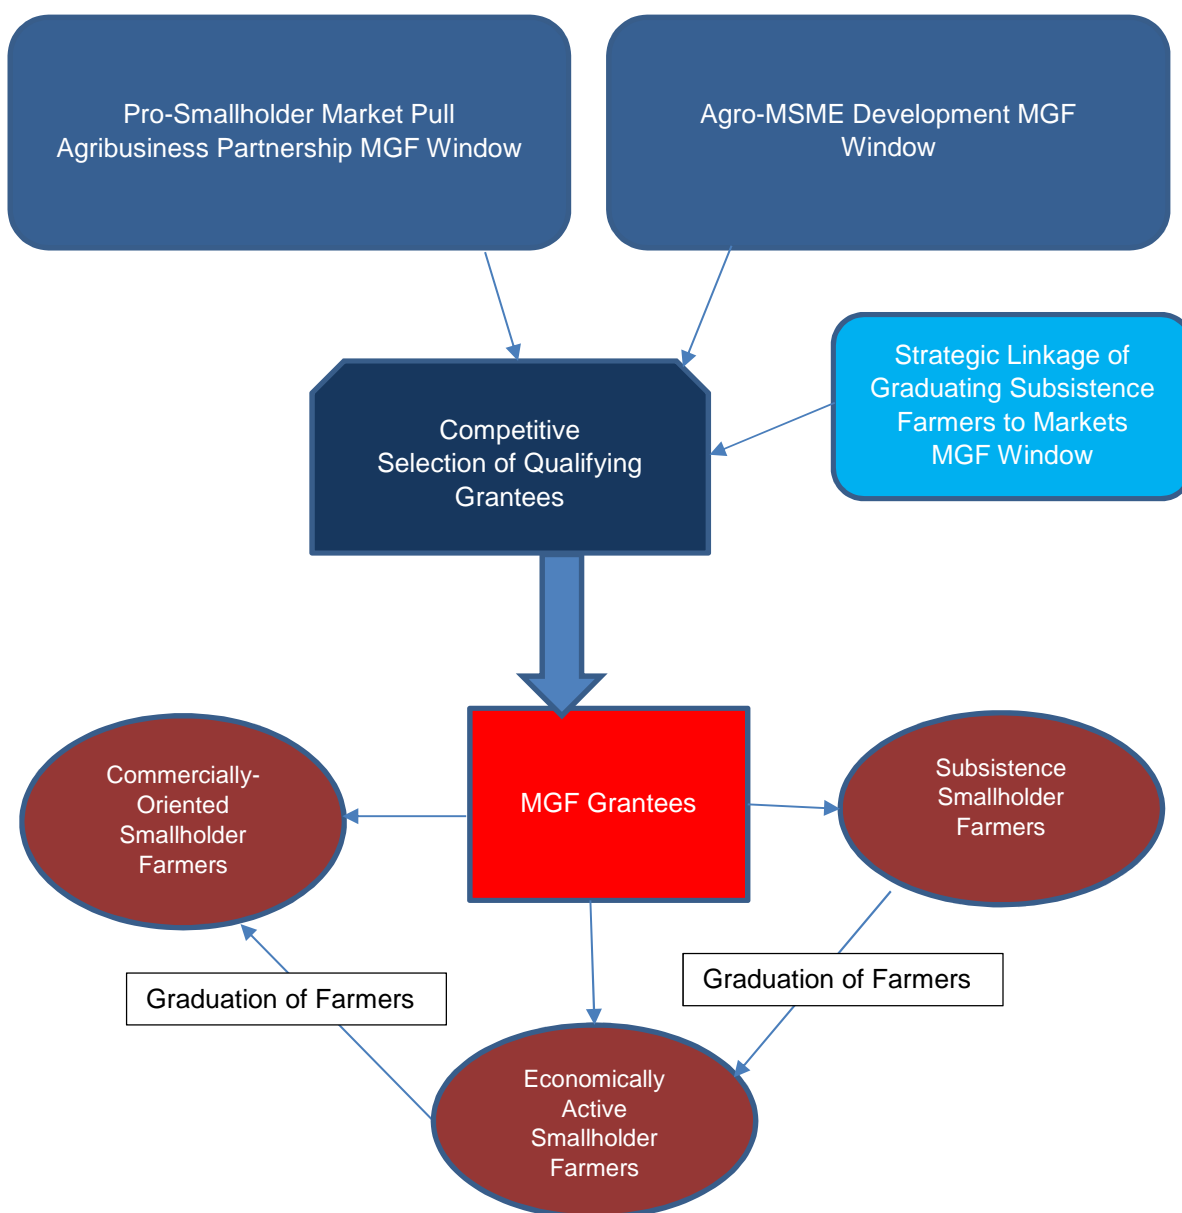 Pro-Smallholder Market Pull
Agribusiness Partnership MGF Window
Agro-MSME Development MGF
Window
Strategic Linkage of
Graduating Subsistence
Farmers to Markets
MGF Window
Competitive
Selection of Qualifying
Grantees
MGF Grantees
Commercially-
Oriented
Smallholder
Farmers
Subsistence
Smallholder
Farmers
Graduation of Farmers
Graduation of Farmers
Economically
Active
Smallholder
Farmers